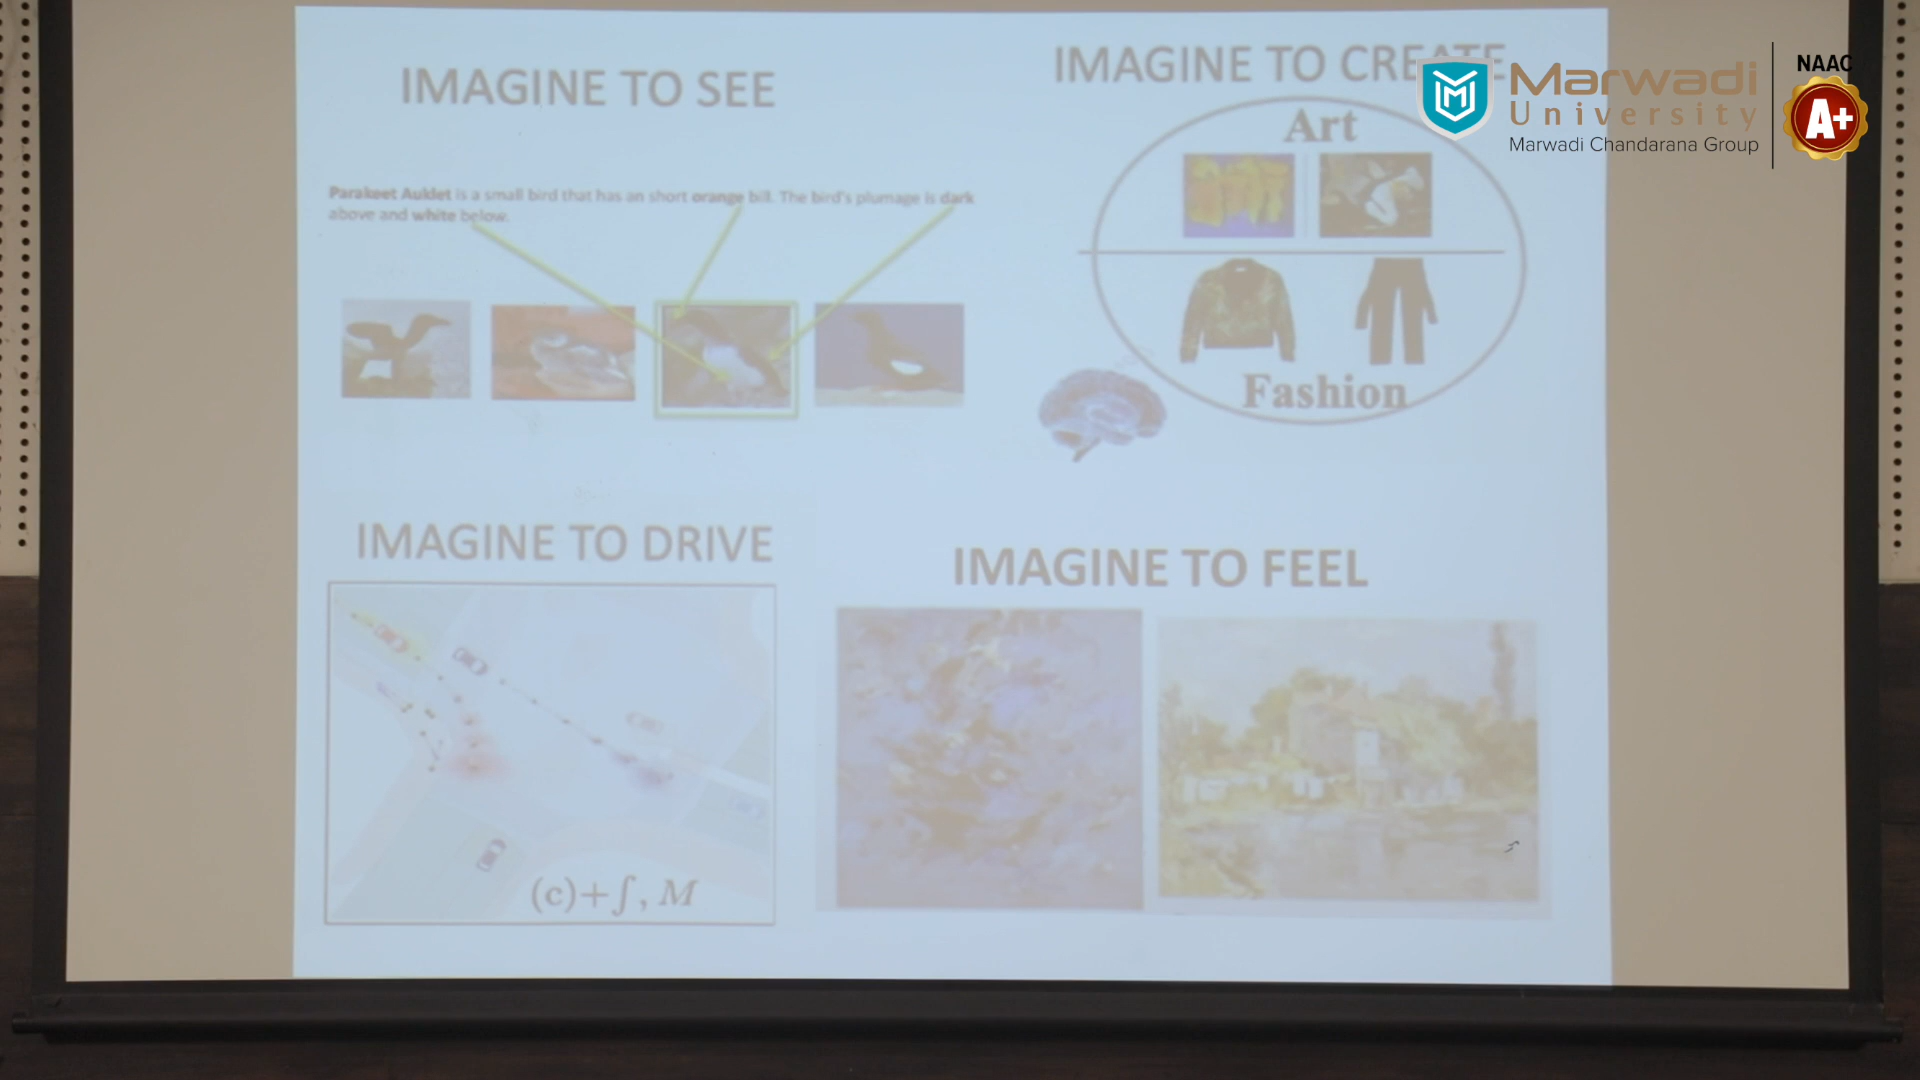 IMAGINE TO SEE
Parakeet Auklet is a small bird that has an short orange bill. The bird's plumage is dark
above and white below.
IMAGINE TO CREATE
Art
Fashion
IMAGINE TO DRIVE
(c)+∫, M
IMAGINE TO FEEL
Marwadi
University
Marwadi Chandarana Group
NAAC
A+